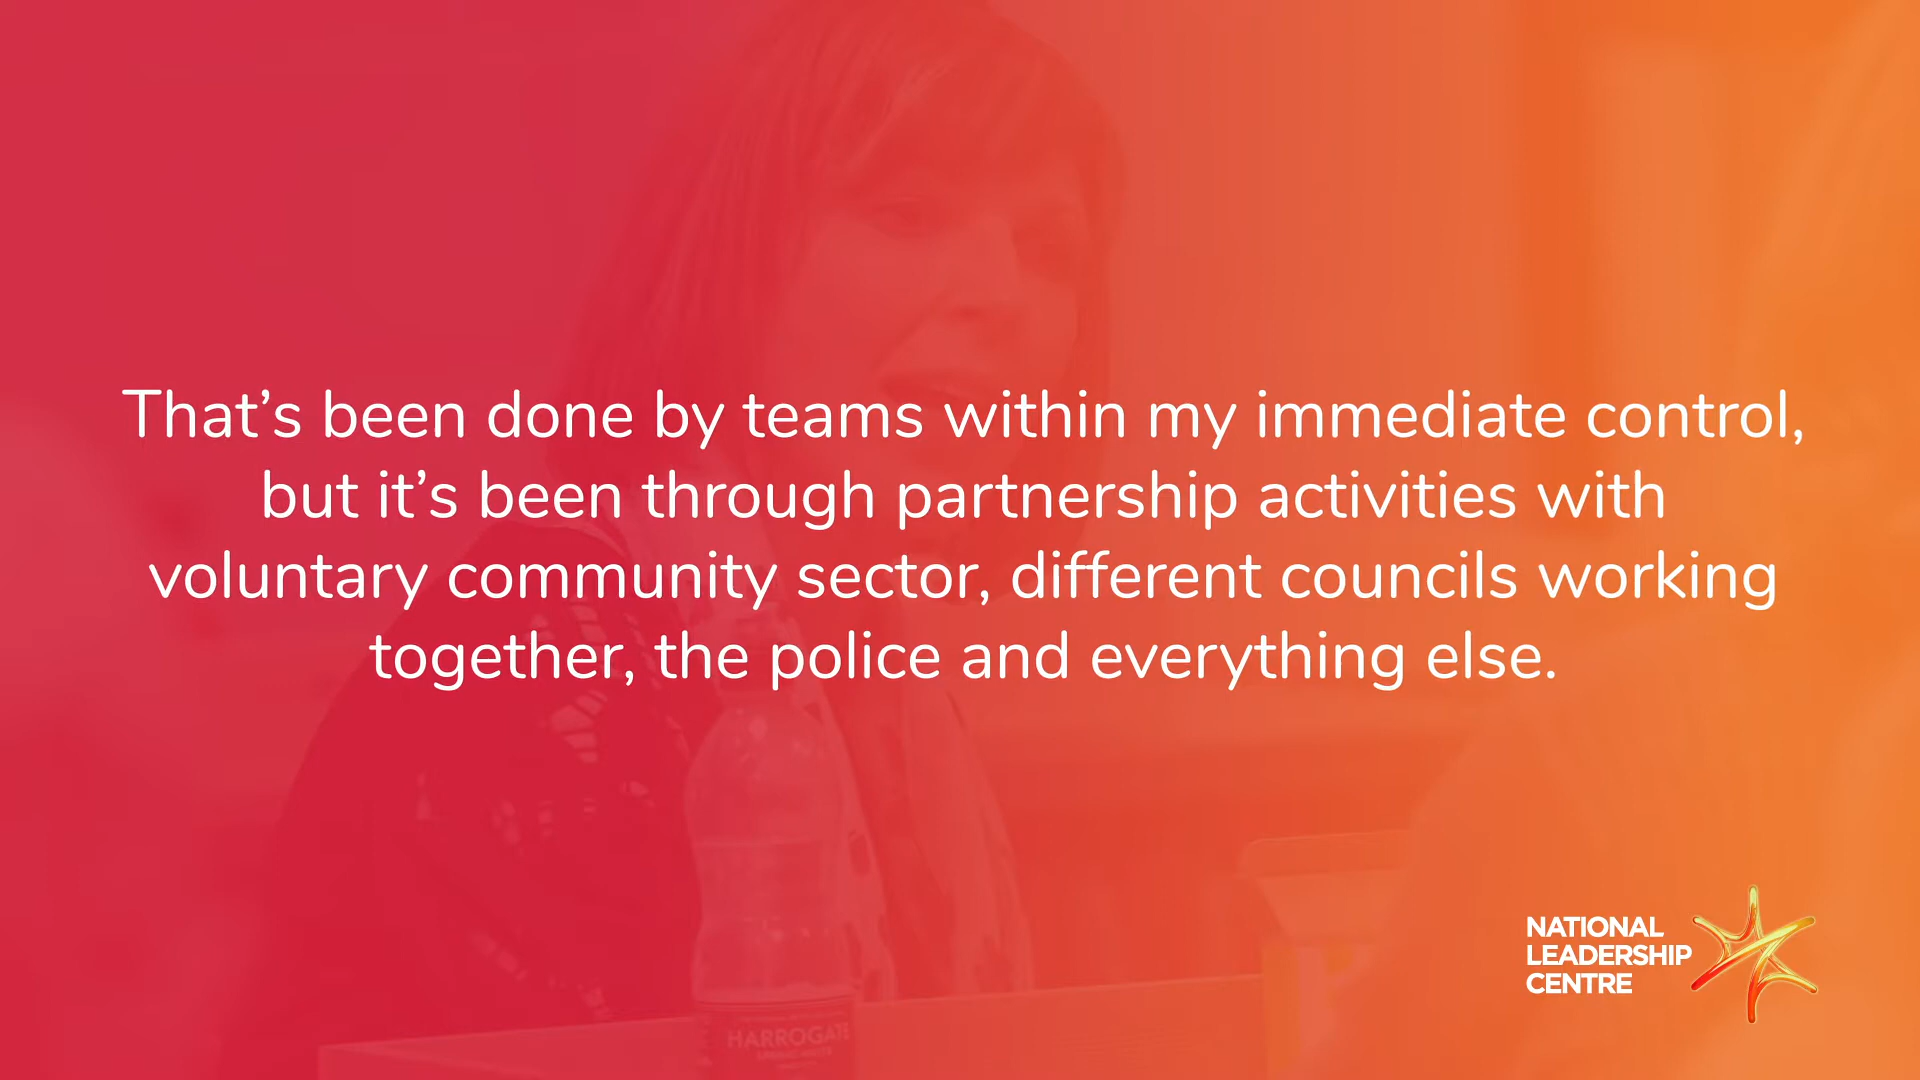 That’s been done by teams within my immediate control,
but it’s been through partnership activities with
voluntary community sector, different councils working
together, the police and everything else.
NATIONAL
LEADERSHIP
CENTRE
HARROGATE